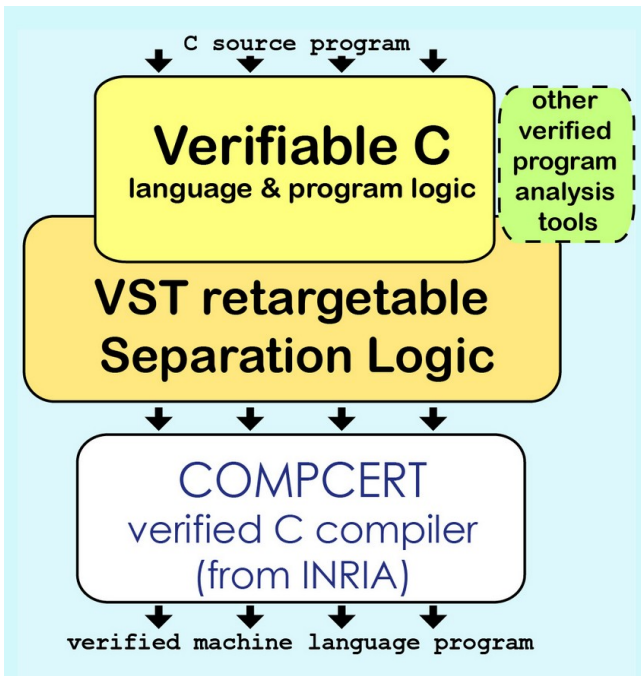 C source program
Verifiable C
language & program logic
other
verified
program
analysis
tools
VST retargetable
Separation Logic
COMPCERT
verified C compiler
(from INRIA)
verified machine language program